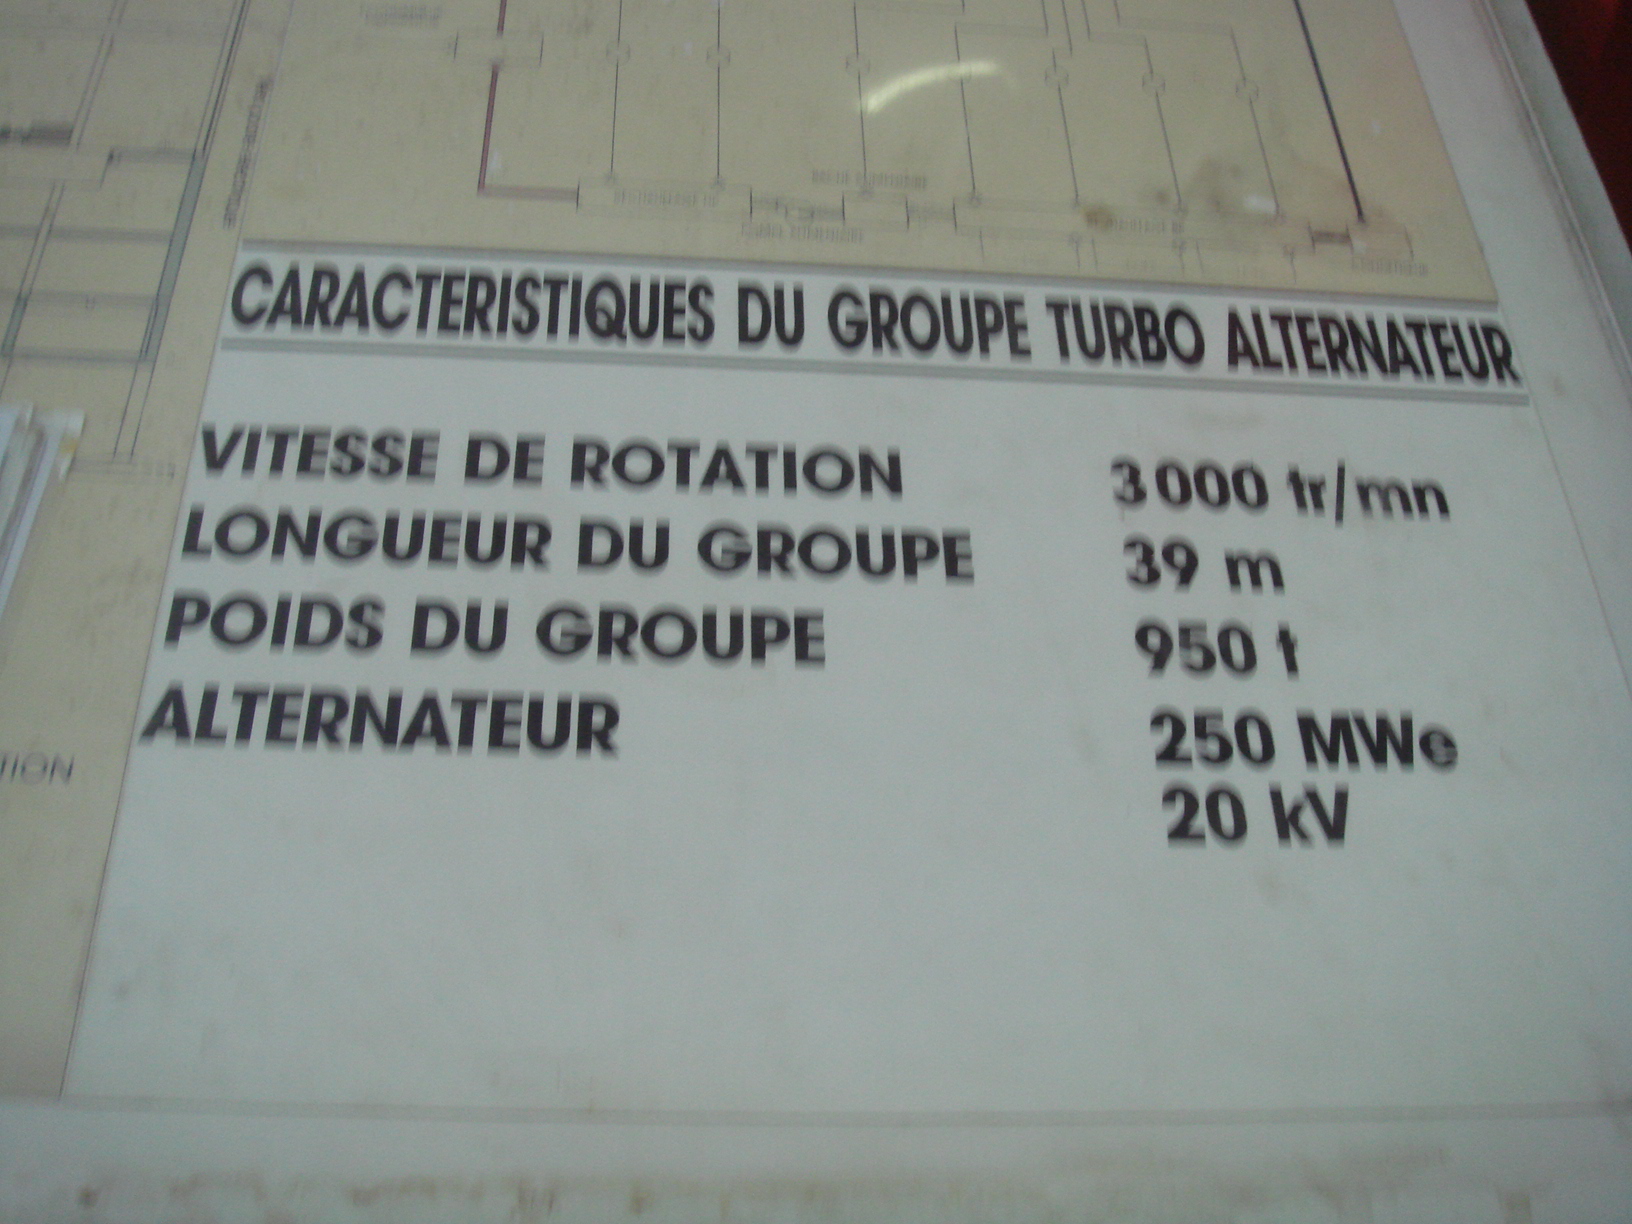 CARACTERISTIQUES DU GROUPE TURBO ALTERNATEUR
VITESSE DE ROTATION 3000 tr/mn
LONGUEUR DU GROUPE 39 m
POIDS DU GROUPE 950 t
ALTERNATEUR 250 MWe
20 kV